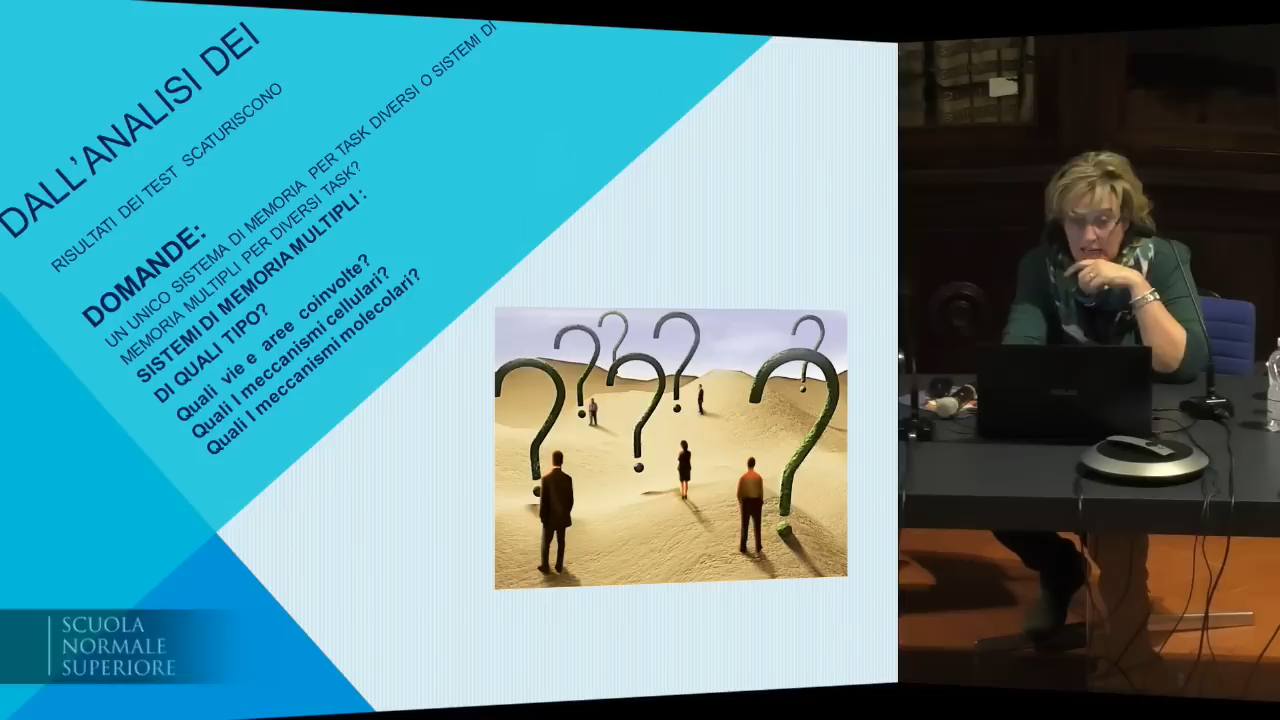 DALL'ANALISI DEI
RISULTATI DEI TEST SCATURISCONO
DOMANDE:
UN UNICO SISTEMA DI MEMORIA PER TASK DIVERSI O SISTEMI DI
MEMORIA MULTIPLI PER DIVERSI TASK?
SISTEMI DI MEMORIA MULTIPLI :
DI QUALI TIPO?
Quali vie e aree coinvolte?
Quali I meccanismi cellulari?
Quali I meccanismi molecolari?
SCUOLA
NORMALE
SUPERIORE